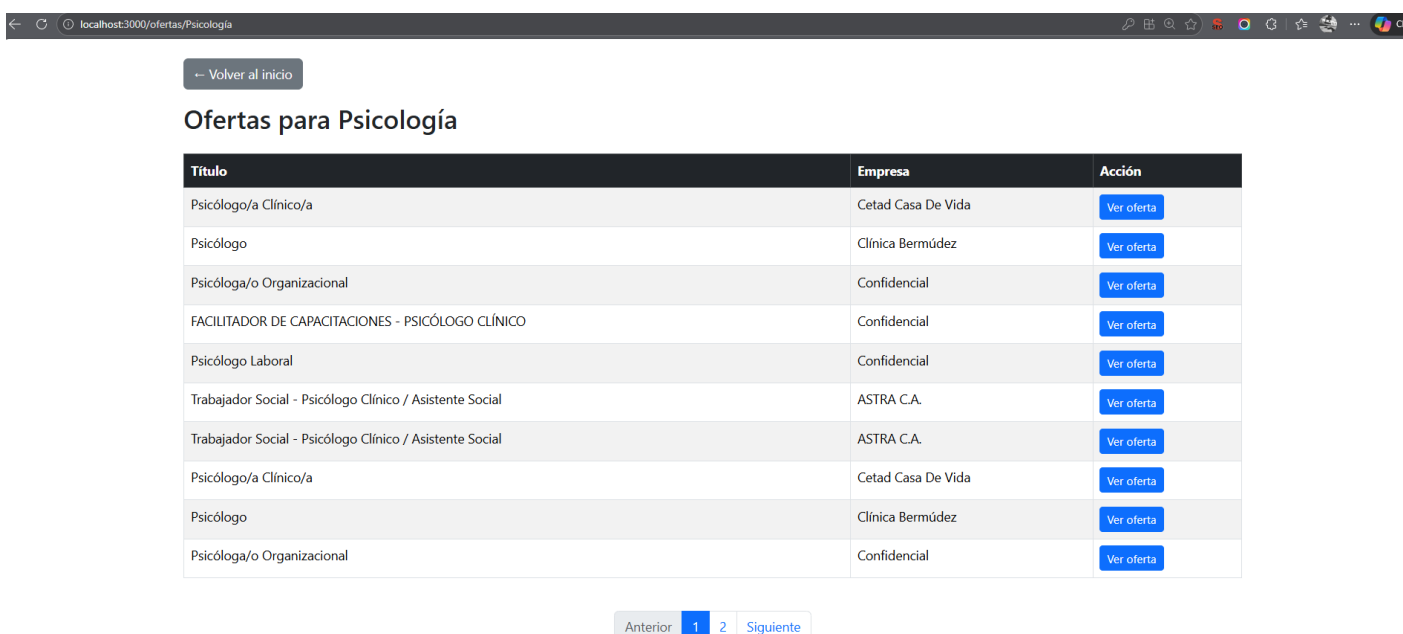 localhost:3000/ofertas/Psicología
← Volver al inicio
Ofertas para Psicología
Título Empresa Acción
Psicólogo/a Clínico/a Cetad Casa De Vida Ver oferta
Psicólogo Clínica Bermúdez Ver oferta
Psicóloga/o Organizacional Confidencial Ver oferta
FACILITADOR DE CAPACITACIONES - PSICÓLOGO CLÍNICO Confidencial Ver oferta
Psicólogo Laboral Confidencial Ver oferta
Trabajador Social - Psicólogo Clínico / Asistente Social ASTRA C.A. Ver oferta
Trabajador Social - Psicólogo Clínico / Asistente Social ASTRA C.A. Ver oferta
Psicólogo/a Clínico/a Cetad Casa De Vida Ver oferta
Psicólogo Clínica Bermúdez Ver oferta
Psicóloga/o Organizacional Confidencial Ver oferta
Anterior 1 2 Siguiente